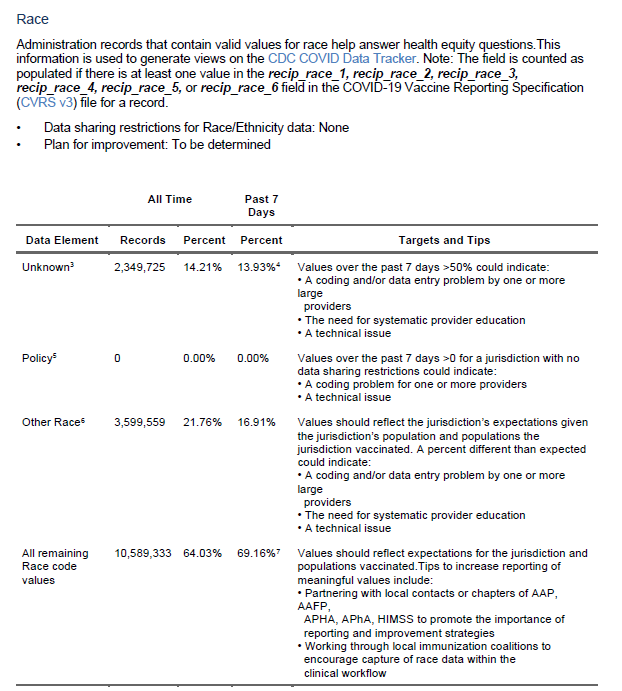 Race
Administration records that contain valid values for race help answer health equity questions.This
information is used to generate views on the CDC COVID Data Tracker. Note: The field is counted as
populated if there is at least one value in the recip_race_1, recip_race_2, recip_race_3,
recip_race_4, recip_race_5, or recip_race_6 field in the COVID-19 Vaccine Reporting Specification
(CVRS v3) file for a record.
• Data sharing restrictions for Race/Ethnicity data: None
• Plan for improvement: To be determined
All Time Past 7
Days
Data Element Records Percent Percent Targets and Tips
Unknown³ 2,349,725 14.21% 13.93%⁴ Values over the past 7 days >50% could indicate:
• A coding and/or data entry problem by one or more
large
providers
• The need for systematic provider education
• A technical issue
Policy⁵ 0 0.00% 0.00% Values over the past 7 days >0 for a jurisdiction with no
data sharing restrictions could indicate:
• A coding problem for one or more providers
• A technical issue
Other Race⁶ 3,599,559 21.76% 16.91% Values should reflect the jurisdiction's expectations given
the jurisdiction's population and populations the
jurisdiction vaccinated. A percent different than expected
could indicate:
• A coding and/or data entry problem by one or more
large
providers
• The need for systematic provider education
• A technical issue
All remaining 10,589,333 64.03% 69.16%⁷ Values should reflect expectations for the jurisdiction and
Race code populations vaccinated.Tips to increase reporting of
values meaningful values include:
• Partnering with local contacts or chapters of AAP,
AAFP,
APHA, APhA, HIMSS to promote the importance of
reporting and improvement strategies
• Working through local immunization coalitions to
encourage capture of race data within the
clinical workflow